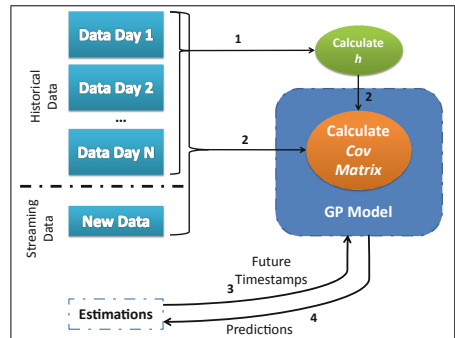 Historical
Data
Data Day 1
Data Day 2
...
Data Day N
Streaming
Data
New Data
1
Calculate
h
2
2
Calculate
Cov
Matrix
GP Model
Future
Timestamps
3
Estimations
4
Predictions